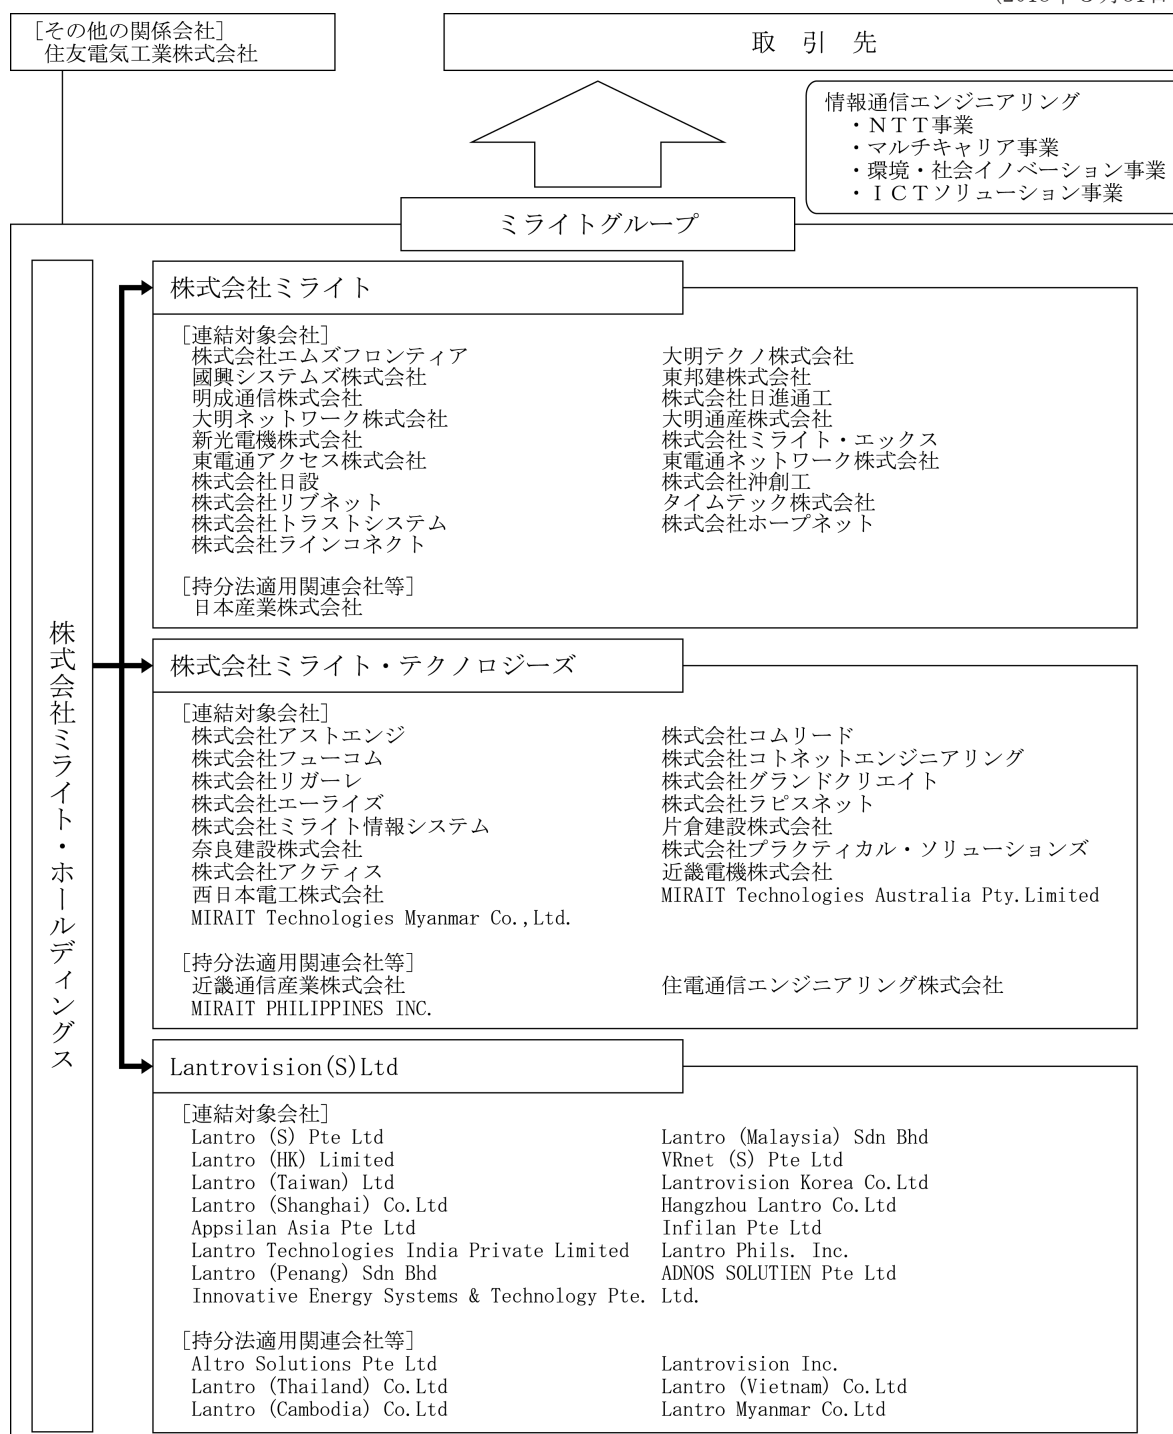 [その他の関係会社]
住友電気工業株式会社
取 引 先
情報通信エンジニアリング
・ＮＴＴ事業
・マルチキャリア事業
・環境・社会イノベーション事業
・ＩＣＴソリューション事業
ミライトグループ
株式会社ミライト・ホールディングス
株式会社ミライト
[連結対象会社]
株式会社エムズフロンティア 大明テクノ株式会社
國興システムズ株式会社 東邦建株式会社
明成通信株式会社 株式会社日進通工
大明ネットワーク株式会社 大明通産株式会社
新光電機株式会社 株式会社ミライト・エックス
東電通アクセス株式会社 東電通ネットワーク株式会社
株式会社日設 株式会社沖創工
株式会社リブネット タイムテック株式会社
株式会社トラストシステム 株式会社ホープネット
株式会社ラインコネクト
[持分法適用関連会社等]
日本産業株式会社
株式会社ミライト・テクノロジーズ
[連結対象会社]
株式会社アストエンジ 株式会社コムリード
株式会社フューコム 株式会社コトネットエンジニアリング
株式会社リガーレ 株式会社グランドクリエイト
株式会社エーライズ 株式会社ラピスネット
株式会社ミライト情報システム 片倉建設株式会社
奈良建設株式会社 株式会社プラクティカル・ソリューションズ
株式会社アクティス 近畿電機株式会社
西日本電工株式会社 MIRAIT Technologies Australia Pty.Limited
MIRAIT Technologies Myanmar Co.,Ltd.
[持分法適用関連会社等]
近畿通信産業株式会社 住電通信エンジニアリング株式会社
MIRAIT PHILIPPINES INC.
Lantrovision(S)Ltd
[連結対象会社]
Lantro (S) Pte Ltd Lantro (Malaysia) Sdn Bhd
Lantro (HK) Limited VRnet (S) Pte Ltd
Lantro (Taiwan) Ltd Lantrovision Korea Co.Ltd
Lantro (Shanghai) Co.Ltd Hangzhou Lantro Co.Ltd
Appsilan Asia Pte Ltd Infilan Pte Ltd
Lantro Technologies India Private Limited Lantro Phils. Inc.
Lantro (Penang) Sdn Bhd ADNOS SOLUTIEN Pte Ltd
Innovative Energy Systems & Technology Pte. Ltd.
[持分法適用関連会社等]
Altro Solutions Pte Ltd Lantrovision Inc.
Lantro (Thailand) Co.Ltd Lantro (Vietnam) Co.Ltd
Lantro (Cambodia) Co.Ltd Lantro Myanmar Co.Ltd